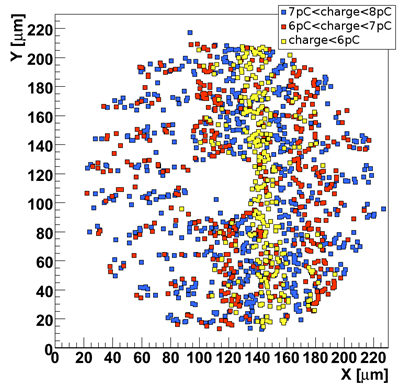 7pC<charge<8pC
6pC<charge<7pC
charge<6pC
Y [μm]
220
200
180
160
140
120
100
80
60
40
20
0
0 20 40 60 80 100 120 140 160 180 200 220
X [μm]